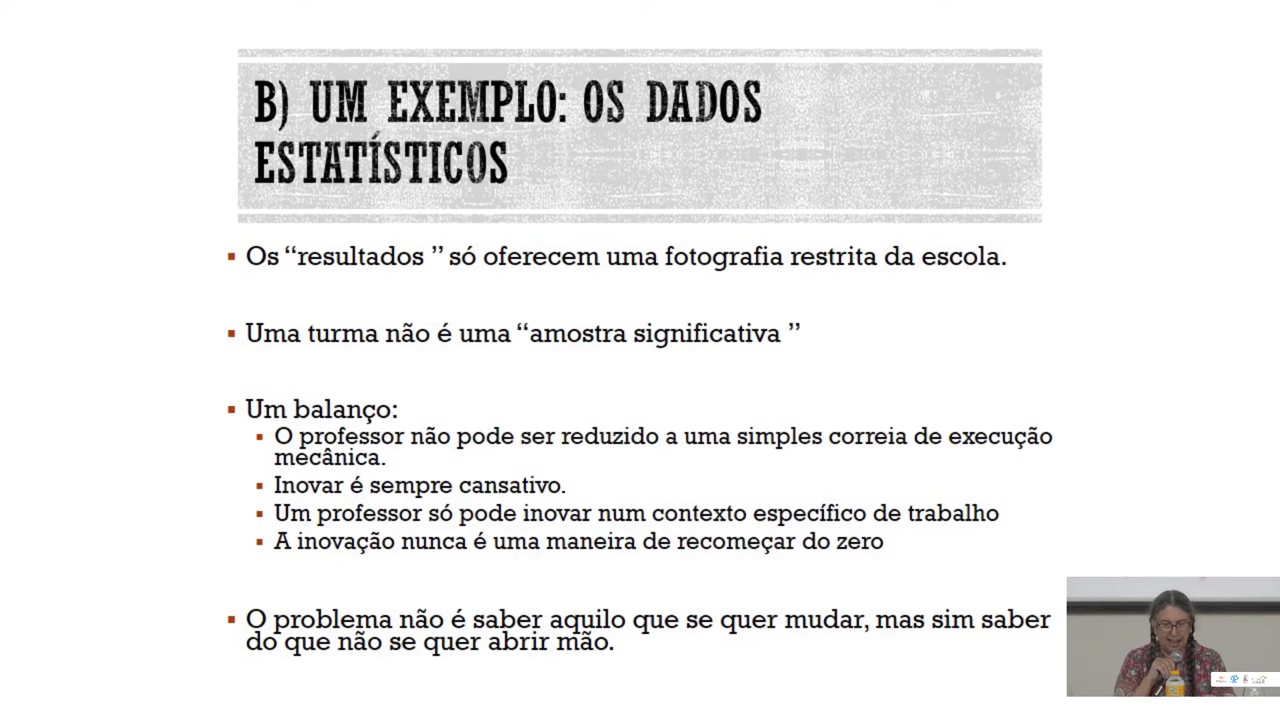 B) UM EXEMPLO: OS DADOS
ESTATÍSTICOS
▪ Os “resultados ” só oferecem uma fotografia restrita da escola.
▪ Uma turma não é uma “amostra significativa ”
▪ Um balanço:
▪ O professor não pode ser reduzido a uma simples correia de execução
mecânica.
▪ Inovar é sempre cansativo.
▪ Um professor só pode inovar num contexto específico de trabalho
▪ A inovação nunca é uma maneira de recomeçar do zero
▪ O problema não é saber aquilo que se quer mudar, mas sim saber
do que não se quer abrir mão.